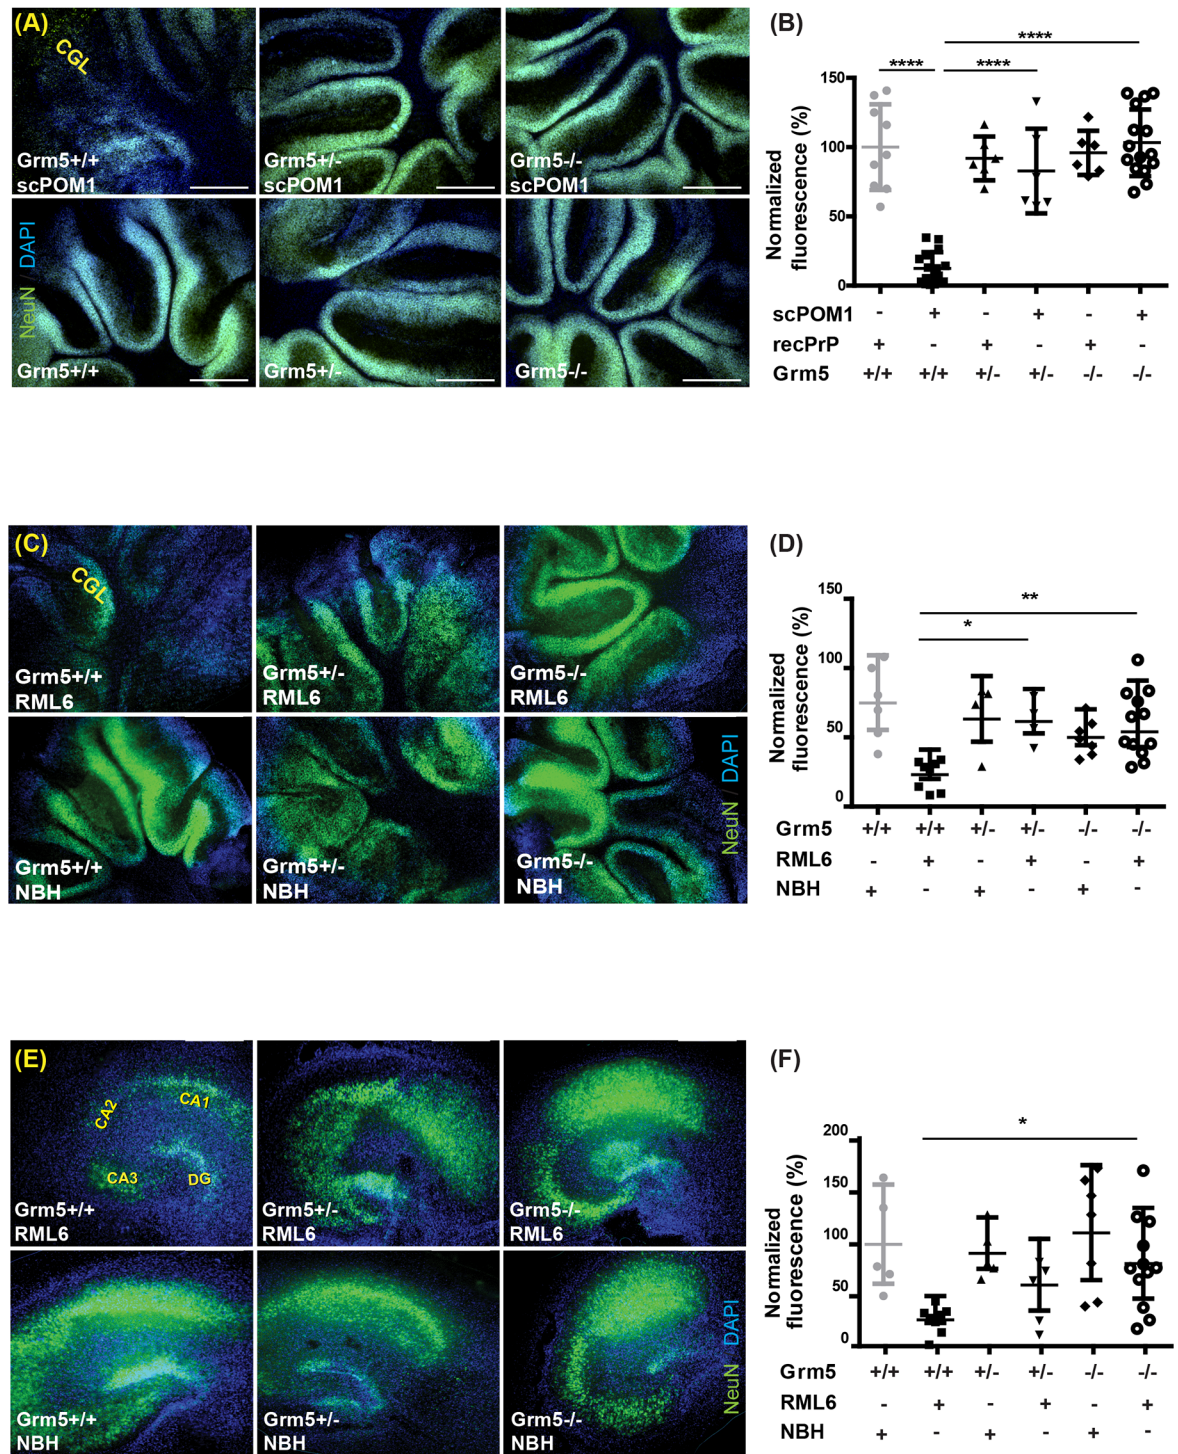 (A)
CGL
Grm5+/+
scPOM1
Grm5+/-
scPOM1
Grm5-/-
scPOM1
NeuN / DAPI
Grm5+/+
Grm5+/-
Grm5-/-
(B)
****
**** ****
Normalized
fluorescence (%)
150
100
50
0
scPOM1 - + - + - +
recPrP + - + - + -
Grm5 +/+ +/+ +/- +/- -/- -/-
(C)
CGL
Grm5+/+
RML6
Grm5+/-
RML6
Grm5-/-
RML6
Grm5+/+
NBH
Grm5+/-
NBH
Grm5-/-
NBH
NeuN / DAPI
(D)
**
*
Normalized
fluorescence (%)
150
100
50
0
Grm5 +/+ +/+ +/- +/- -/- -/-
RML6 - + - + - +
NBH + - + - + -
(E)
CA2
CA1
CA3
DG
Grm5+/+
RML6
Grm5+/-
RML6
Grm5-/-
RML6
Grm5+/+
NBH
Grm5+/-
NBH
Grm5-/-
NBH
NeuN DAPI
(F)
*
Normalized
fluorescence (%)
200
150
100
50
0
Grm5 +/+ +/+ +/- +/- -/- -/-
RML6 - + - + - +
NBH + - + - + -